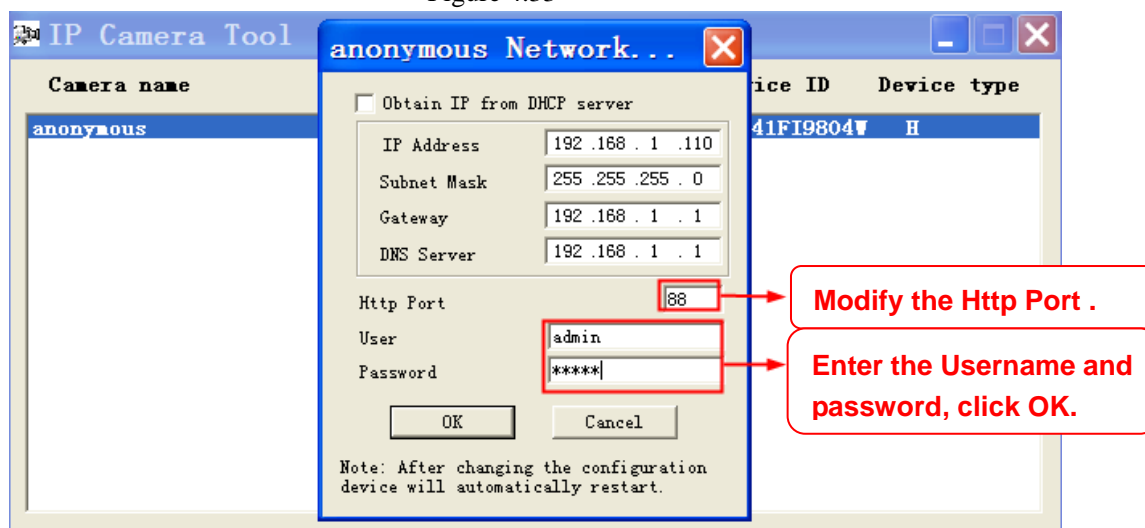 IP Camera Tool
anonymous Network...
Camera name
ice ID Device type
Obtain IP from DHCP server
anonymous
41FI9804W H
IP Address 192 .168 . 1 .110
Subnet Mask 255 .255 .255 . 0
Gateway 192 .168 . 1 . 1
DNS Server 192 .168 . 1 . 1
Http Port 88
Modify the Http Port .
User admin
Password *****
Enter the Username and
password, click OK.
OK Cancel
Note: After changing the configuration
device will automatically restart.